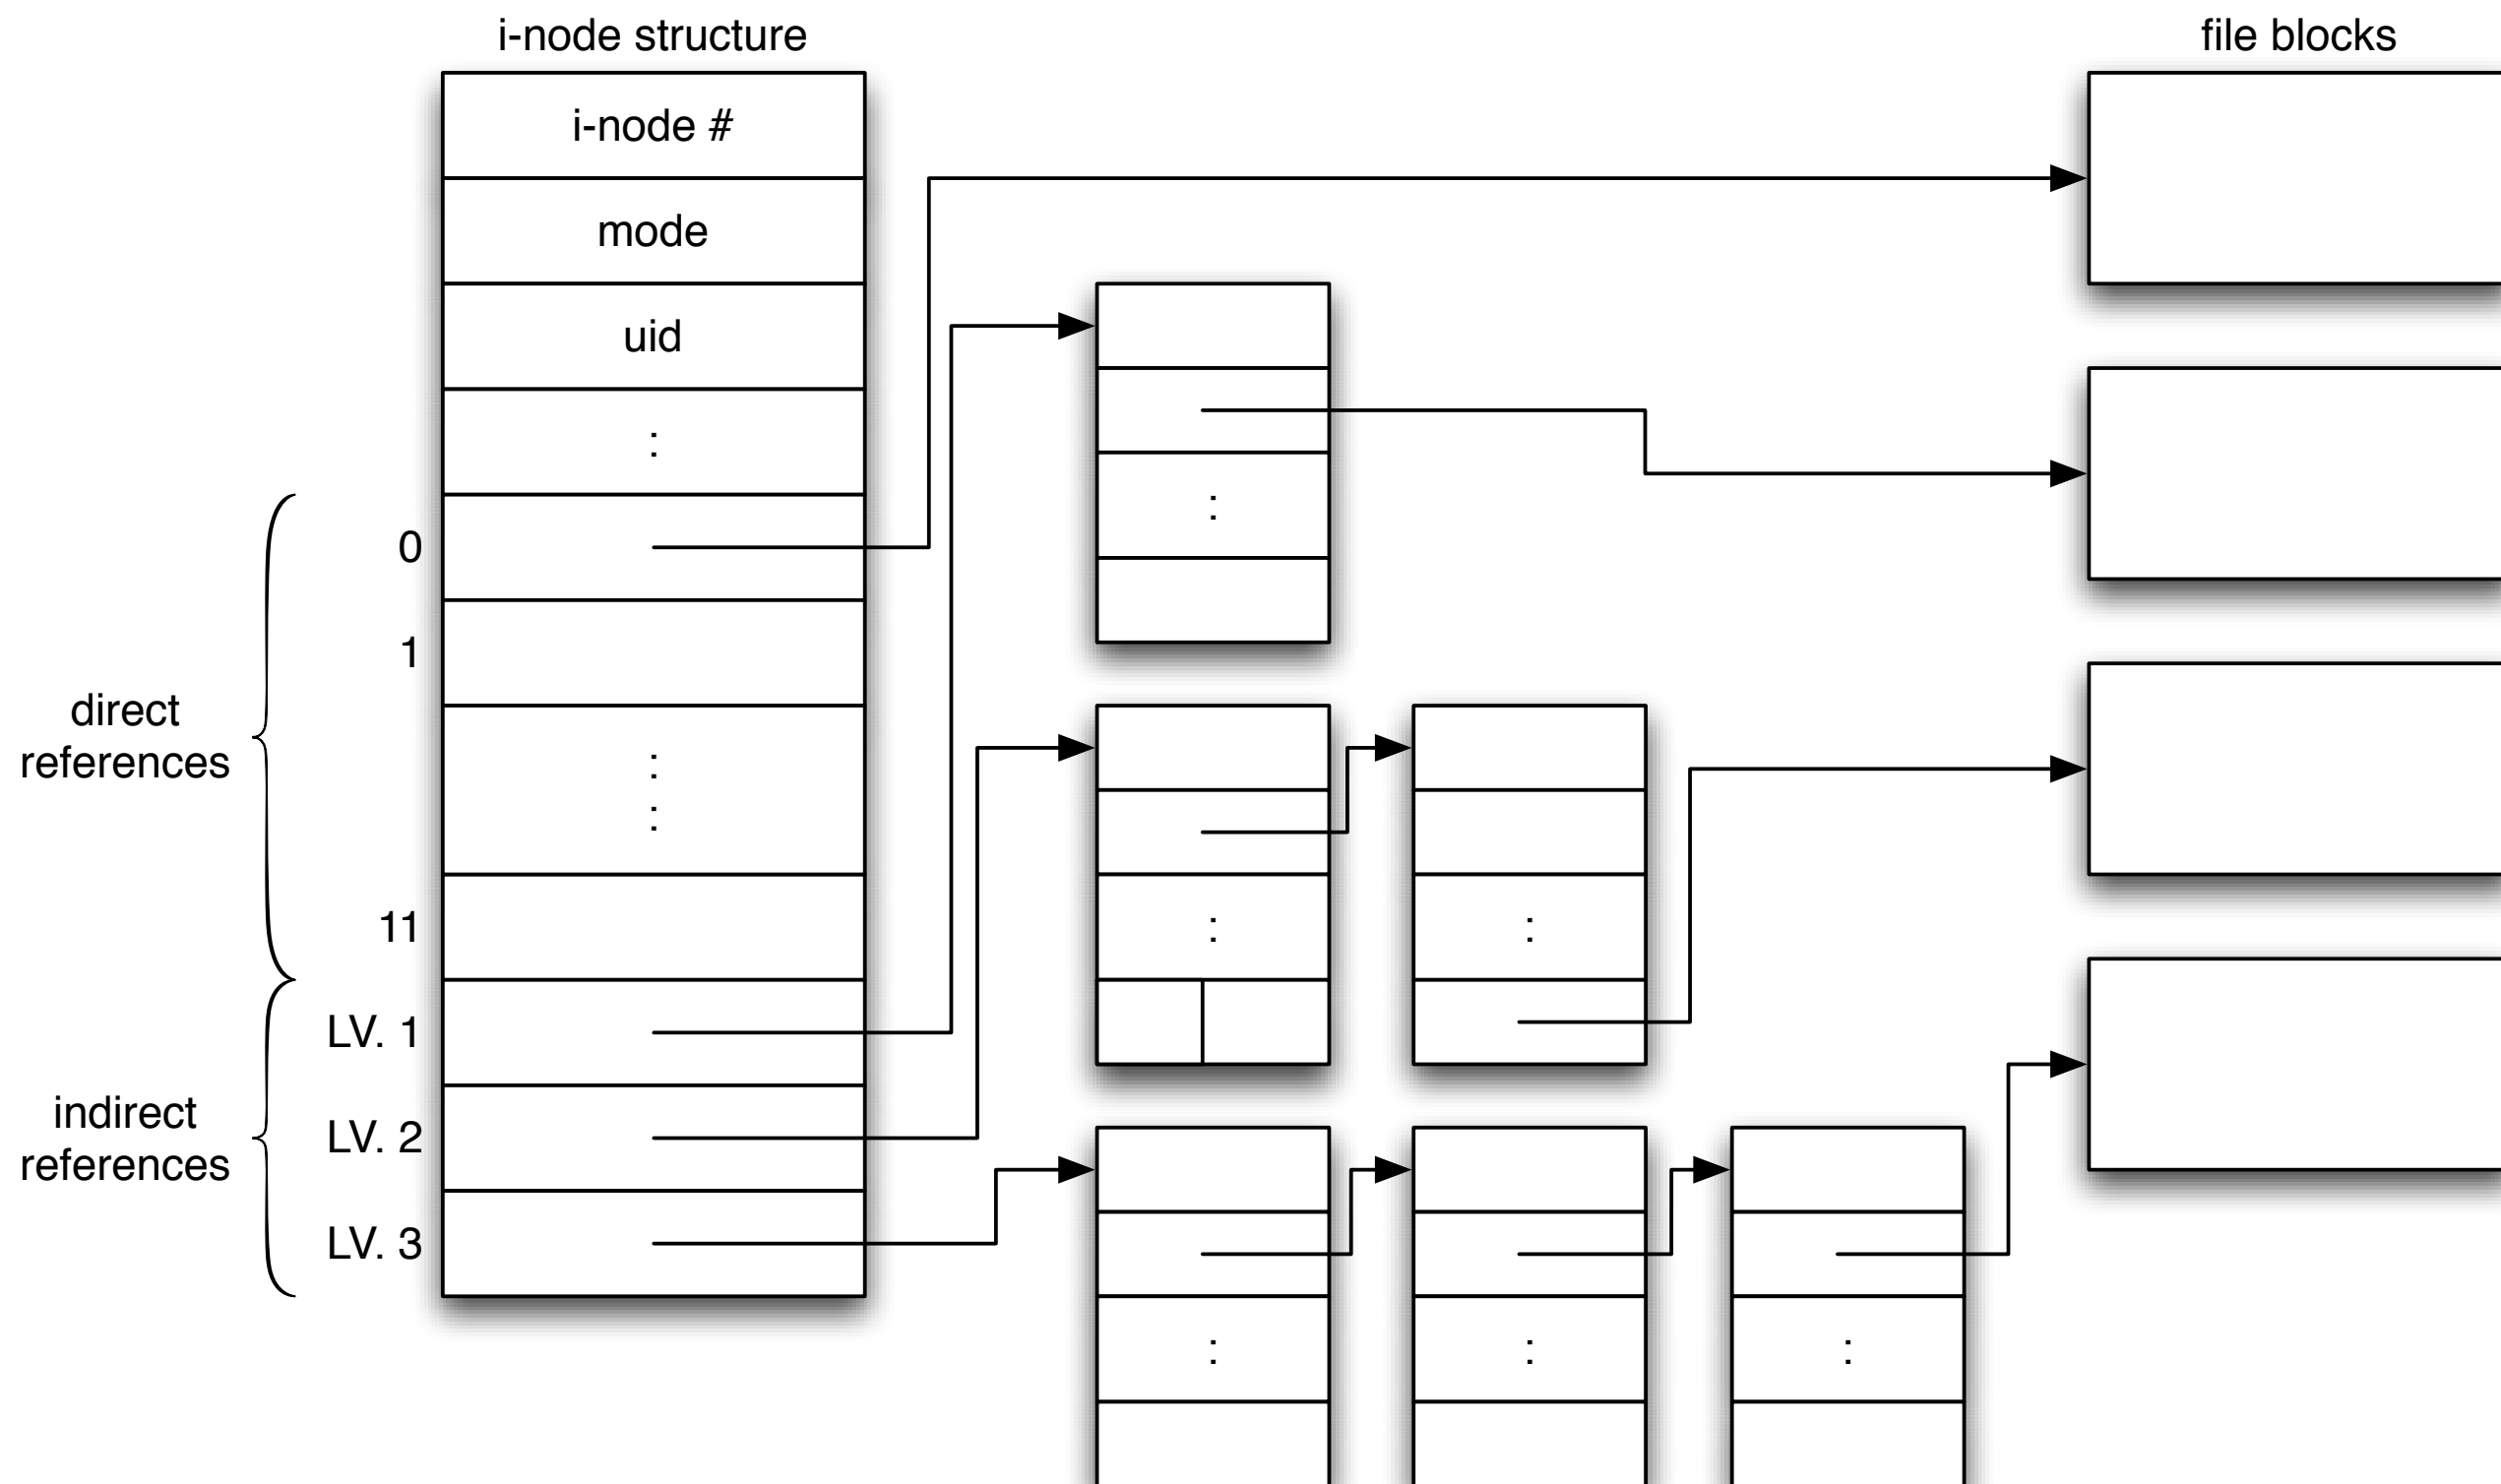 i-node structure
file blocks
i-node #
mode
uid
:
0
1
direct
references
:
:
11
LV. 1
indirect
references
LV. 2
LV. 3
:
:
:
:
:
: